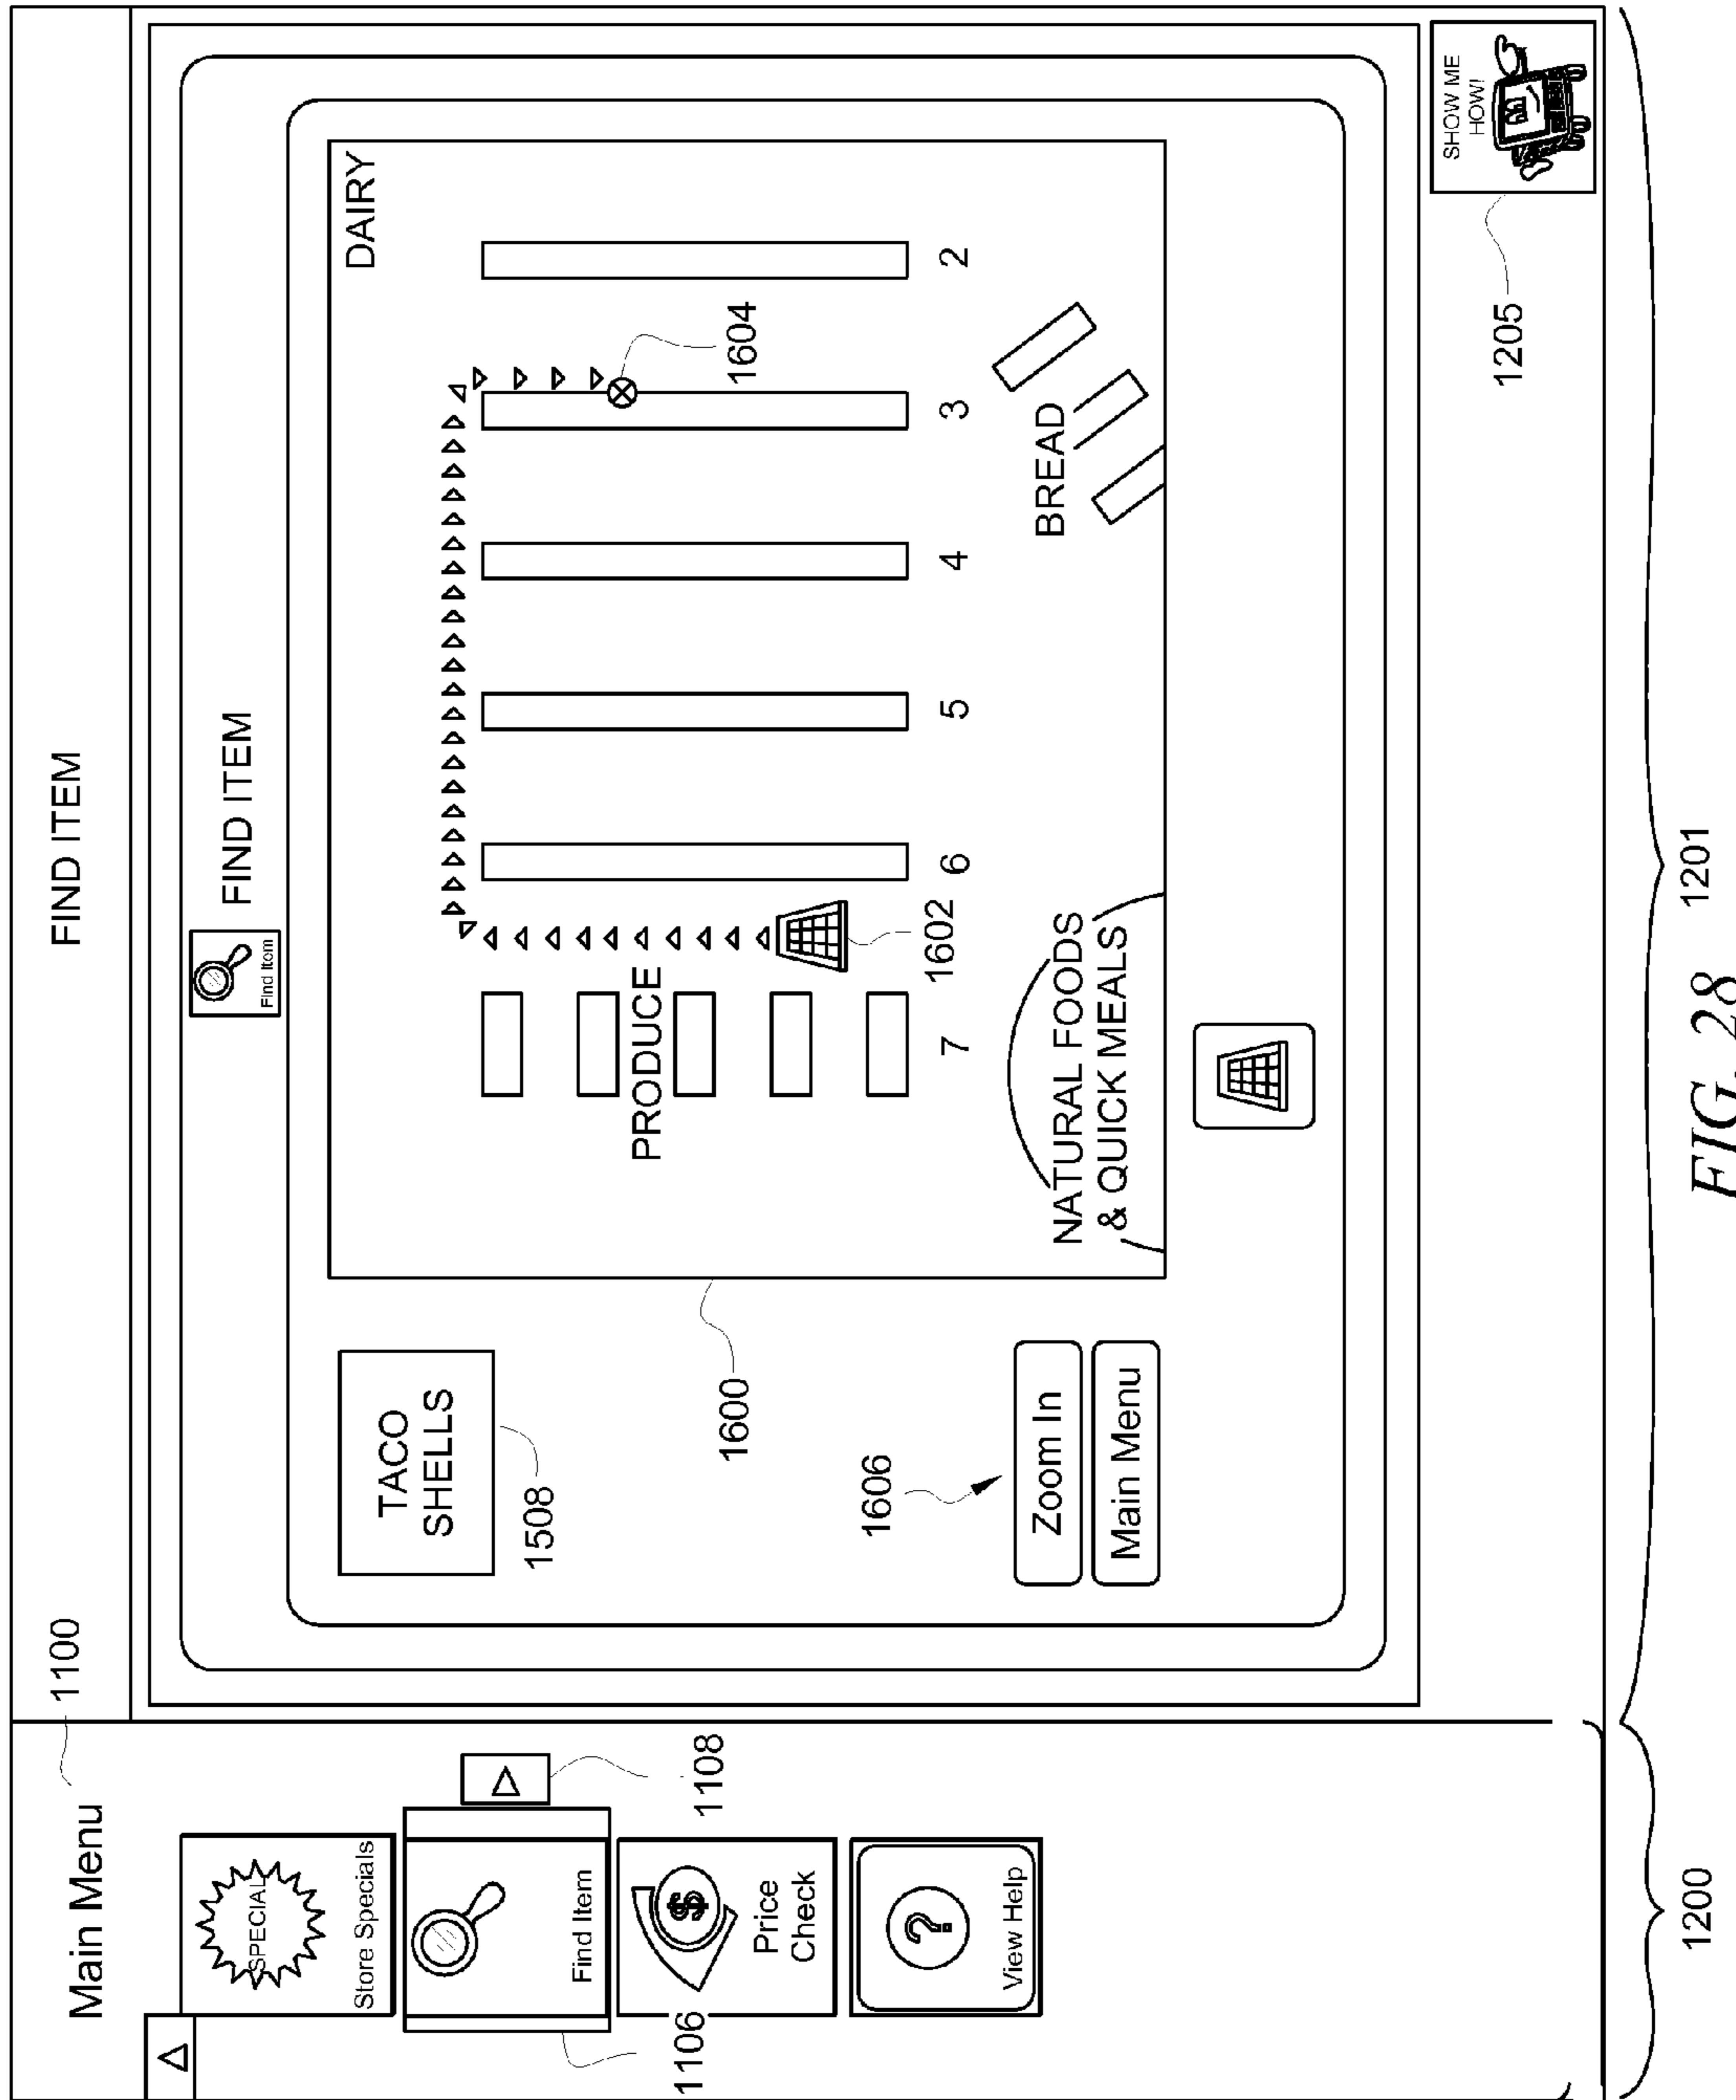 Main Menu
1100
FIND ITEM
SPECIAL
Store Specials
Find Item
1106
1108
Price
Check
?
View Help
Find Item
FIND ITEM
TACO
SHELLS
1508
1600
1606
Zoom In
Main Menu
DAIRY
PRODUCE
1602
1604
7
6
5
4
3
2
NATURAL FOODS
& QUICK MEALS
BREAD
SHOW ME
HOW!
1205
1200
1201
FIG. 28